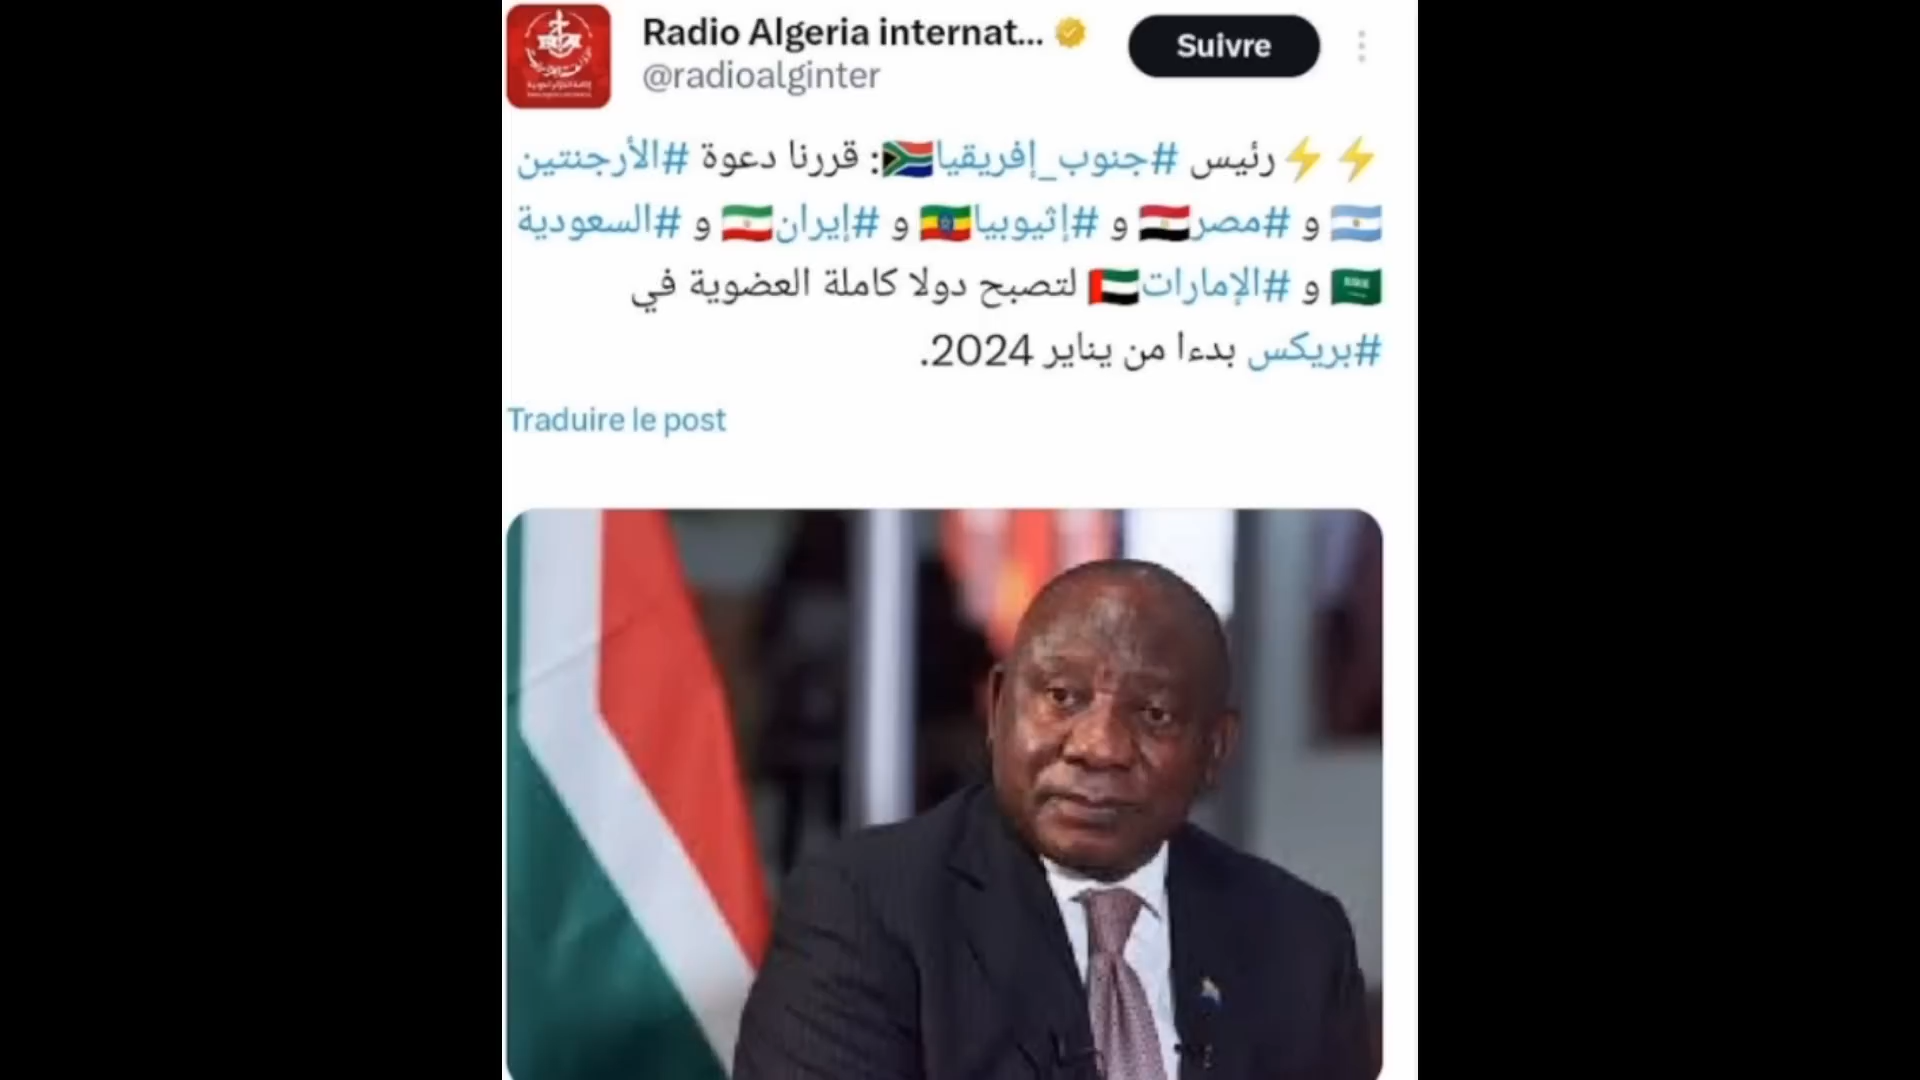 Radio Algeria internat...
@radioalginter
Suivre
⚡⚡رئيس #جنوب_إفريقيا🇿🇦: قررنا دعوة #الأرجنتين
🇦🇷 و #مصر🇪🇬 و #إثيوبيا🇪🇹 و #إيران🇮🇷 و #السعودية
🇸🇦 و #الإمارات🇦🇪 لتصبح دولا كاملة العضوية في
#بريكس بدءا من يناير 2024.
Traduire le post